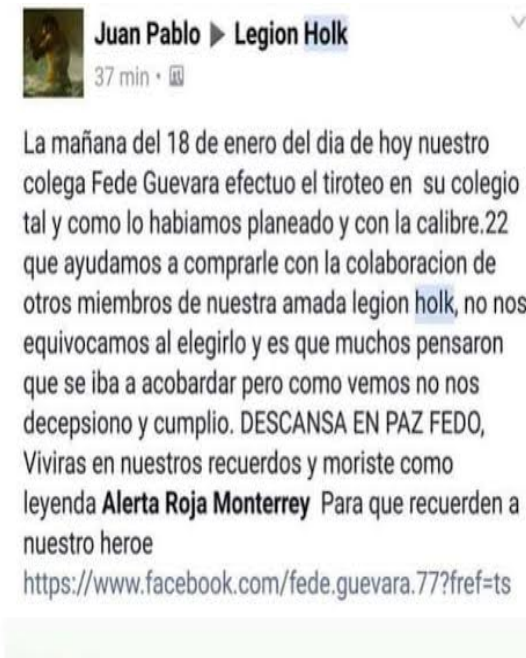 Juan Pablo ▶ Legion Holk
37 min •
La mañana del 18 de enero del dia de hoy nuestro
colega Fede Guevara efectuo el tiroteo en su colegio
tal y como lo habiamos planeado y con la calibre.22
que ayudamos a comprarle con la colaboracion de
otros miembros de nuestra amada legion holk, no nos
equivocamos al elegirlo y es que muchos pensaron
que se iba a acobardar pero como vemos no nos
decepsiono y cumplio. DESCANSA EN PAZ FEDO,
Viviras en nuestros recuerdos y moriste como
leyenda Alerta Roja Monterrey Para que recuerden a
nuestro heroe
https://www.facebook.com/fede.guevara.77?fref=ts